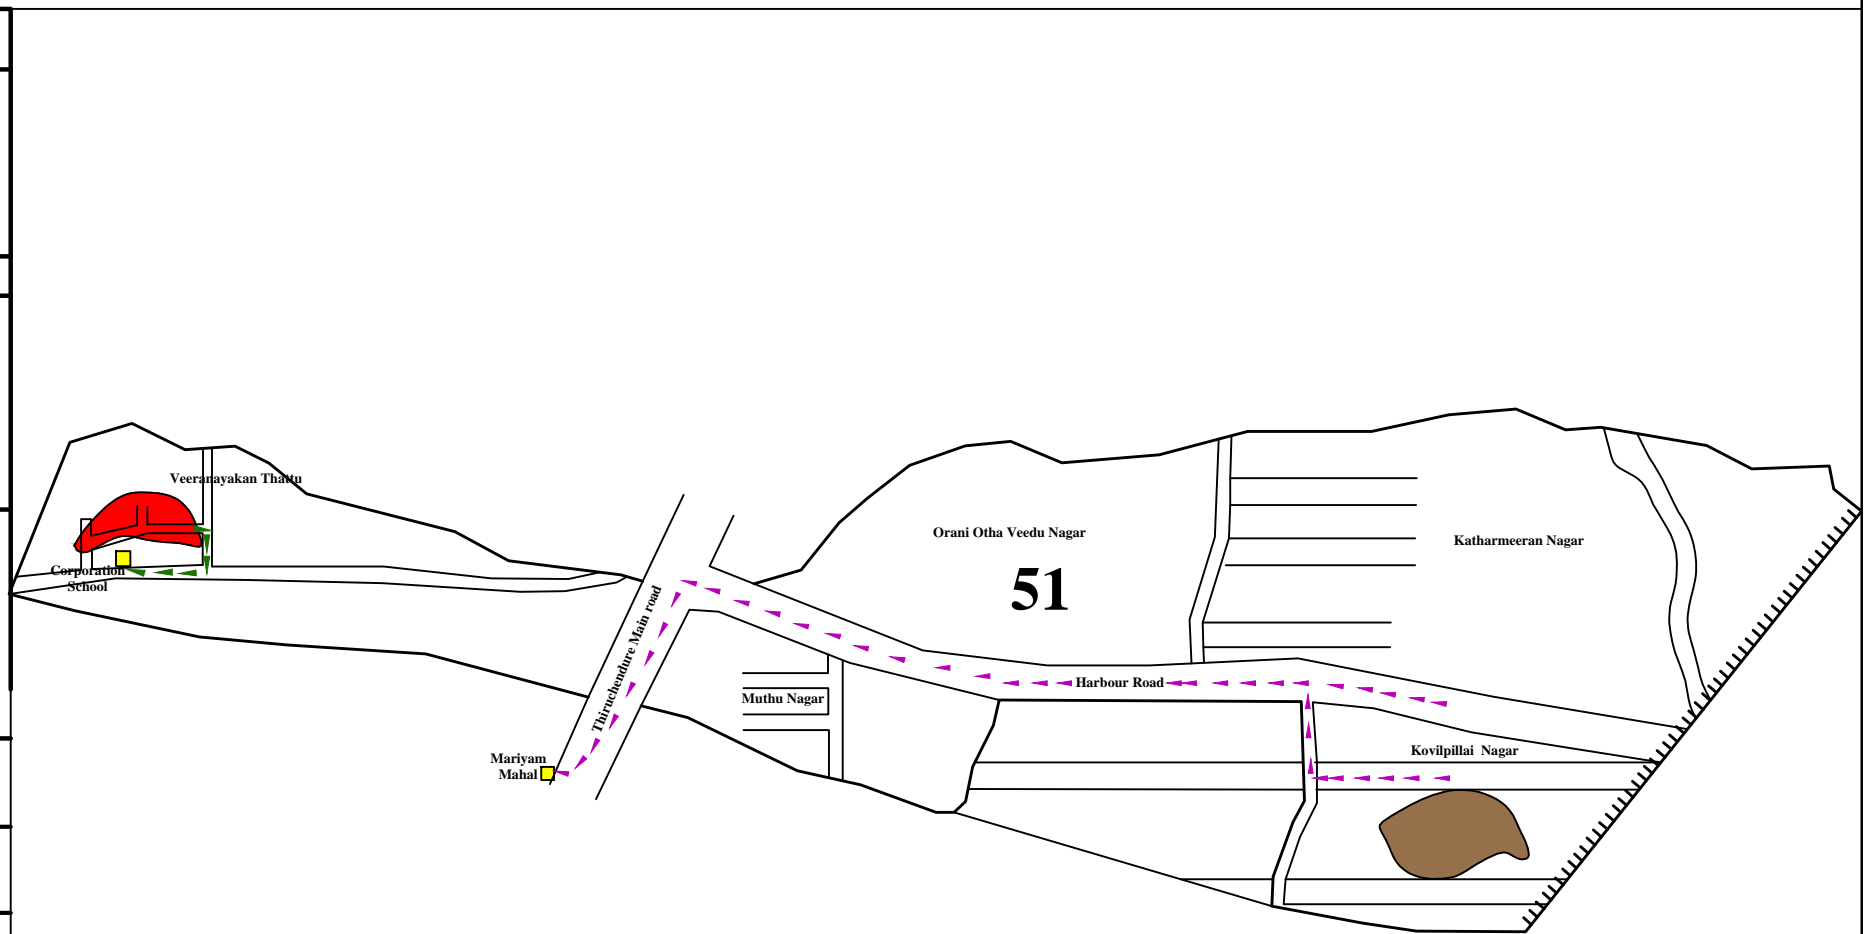 Veeranayakan Thattu
Corporation
School
Thiruchendure Main road
Mariyam
Mahal
Muthu Nagar
Orani Otha Veedu Nagar
51
Harbour Road
Katharmeeran Nagar
Kovilpillai Nagar